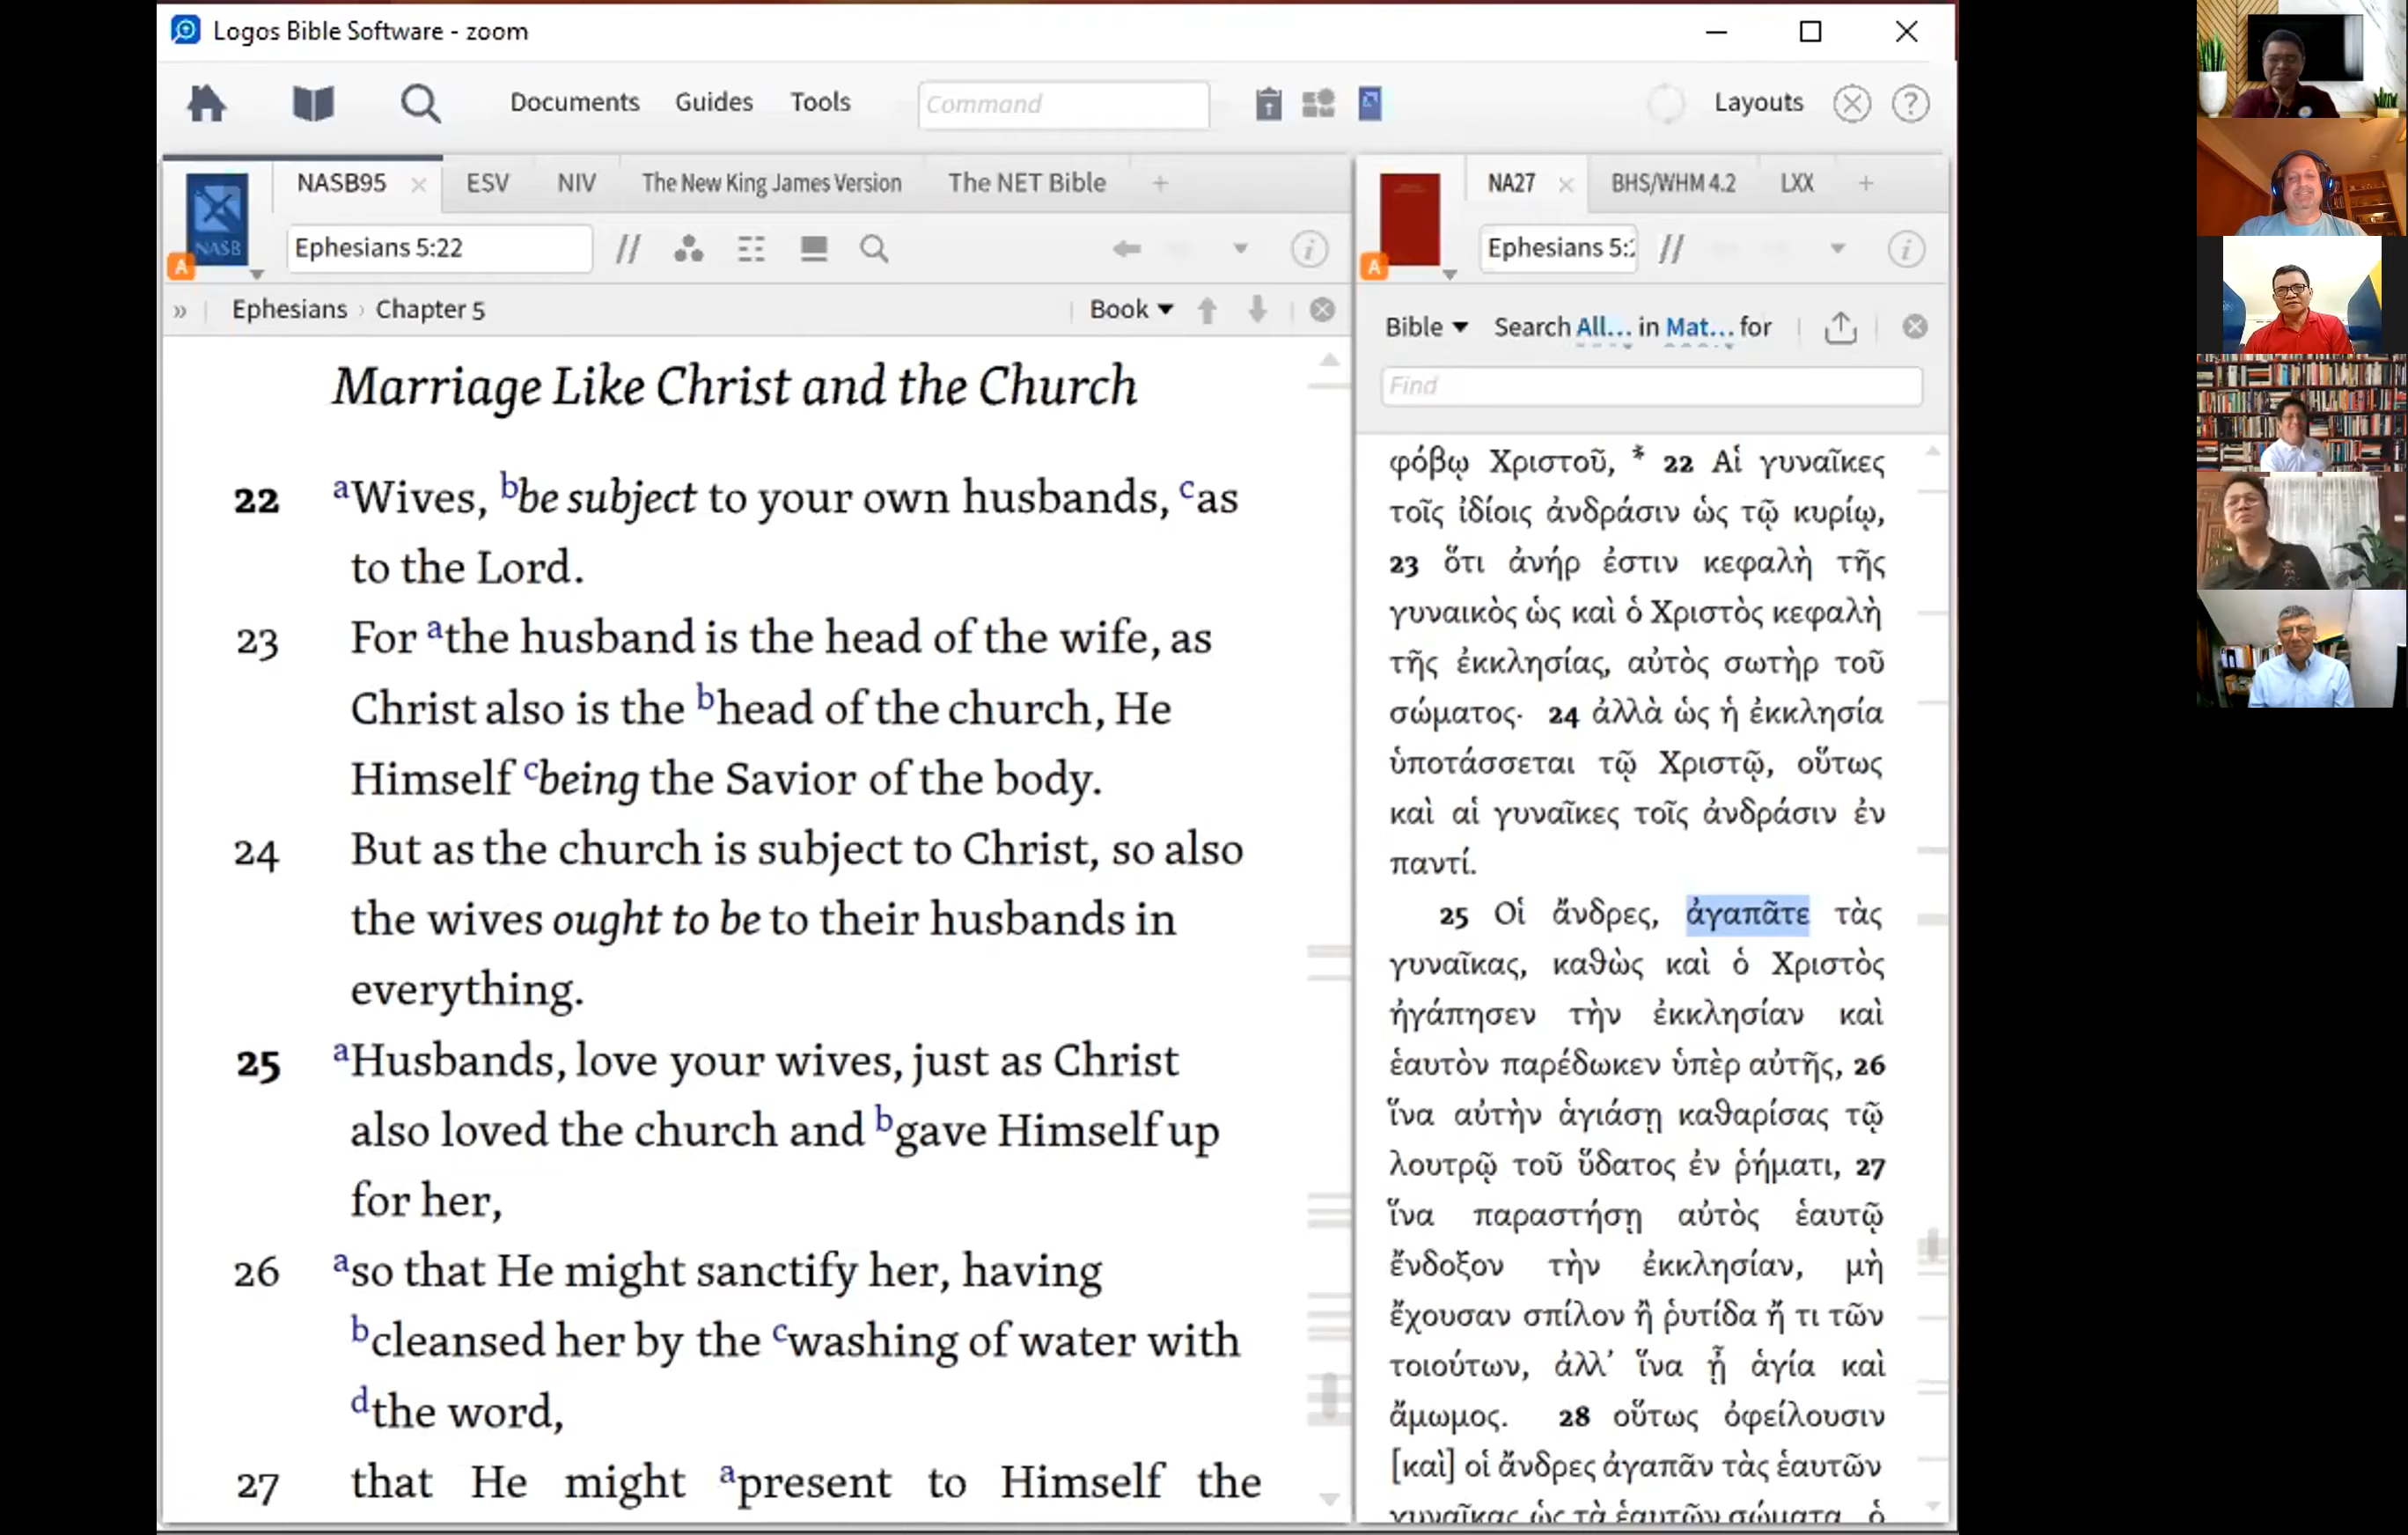 Logos Bible Software - zoom
Documents Guides Tools Command Layouts
NASB95 ESV NIV The New King James Version The NET Bible +
NASB
A
Ephesians 5:22
» Ephesians › Chapter 5 Book
Marriage Like Christ and the Church
22 aWives, bbe subject to your own husbands, cas
to the Lord.
23 For athe husband is the head of the wife, as
Christ also is the bhead of the church, He
Himself cbeing the Savior of the body.
24 But as the church is subject to Christ, so also
the wives ought to be to their husbands in
everything.
25 aHusbands, love your wives, just as Christ
also loved the church and bgave Himself up
for her,
26 aso that He might sanctify her, having
bcleansed her by the cwashing of water with
dthe word,
27 that He might apresent to Himself the
NA27 BHS/WHM 4.2 LXX +
A
Ephesians 5:
Bible Search All... in Mat... for
Find
φόβῳ Χριστοῦ, * 22 Αἱ γυναῖκες
τοῖς ἰδίοις ἀνδράσιν ὡς τῷ κυρίῳ,
23 ὅτι ἀνήρ ἐστιν κεφαλὴ τῆς
γυναικὸς ὡς καὶ ὁ Χριστὸς κεφαλὴ
τῆς ἐκκλησίας, αὐτὸς σωτὴρ τοῦ
σώματος· 24 ἀλλὰ ὡς ἡ ἐκκλησία
ὑποτάσσεται τῷ Χριστῷ, οὕτως
καὶ αἱ γυναῖκες τοῖς ἀνδράσιν ἐν
παντί.
25 Οἱ ἄνδρες, ἀγαπᾶτε τὰς
γυναῖκας, καθὼς καὶ ὁ Χριστὸς
ἠγάπησεν τὴν ἐκκλησίαν καὶ
ἑαυτὸν παρέδωκεν ὑπὲρ αὐτῆς, 26
ἵνα αὐτὴν ἁγιάσῃ καθαρίσας τῷ
λουτρῷ τοῦ ὕδατος ἐν ῥήματι, 27
ἵνα παραστήσῃ αὐτὸς ἑαυτῷ
ἔνδοξον τὴν ἐκκλησίαν, μὴ
ἔχουσαν σπίλον ἢ ῥυτίδα ἤ τι τῶν
τοιούτων, ἀλλ’ ἵνα ᾖ ἁγία καὶ
ἄμωμος. 28 οὕτως ὀφείλουσιν
[καὶ] οἱ ἄνδρες ἀγαπᾶν τὰς ἑαυτῶν
γυναῖκας ὡς τὰ ἑαυτῶν σώματα. ὁ